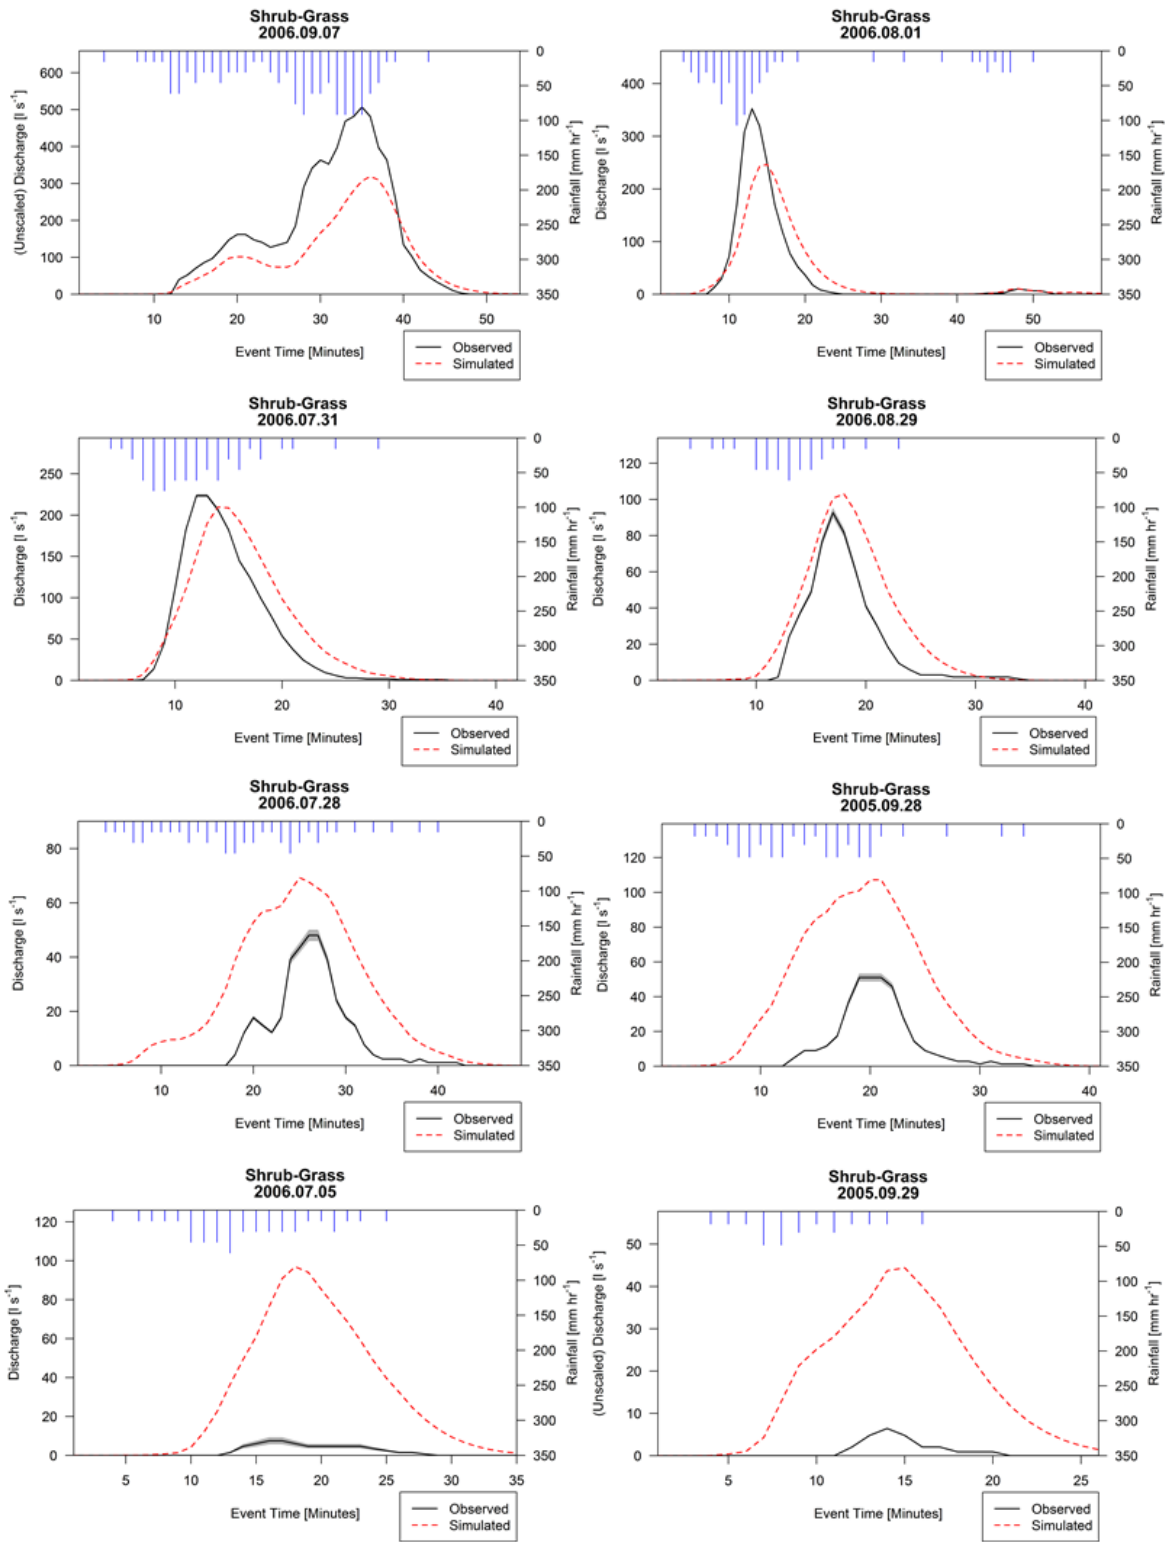 Shrub-Grass
2006.09.07
(Unscaled) Discharge [l s⁻¹]
600
500
400
300
200
100
0
0
50
100
150
200
250
300
350
Rainfall [mm hr⁻¹]
10 20 30 40 50
Event Time [Minutes]
Observed
Simulated
Shrub-Grass
2006.08.01
Discharge [l s⁻¹]
400
300
200
100
0
0
50
100
150
200
250
300
350
Rainfall [mm hr⁻¹]
10 20 30 40 50
Event Time [Minutes]
Observed
Simulated
Shrub-Grass
2006.07.31
Discharge [l s⁻¹]
250
200
150
100
50
0
0
50
100
150
200
250
300
350
Rainfall [mm hr⁻¹]
10 20 30 40
Event Time [Minutes]
Observed
Simulated
Shrub-Grass
2006.08.29
Discharge [l s⁻¹]
120
100
80
60
40
20
0
0
50
100
150
200
250
300
350
Rainfall [mm hr⁻¹]
10 20 30 40
Event Time [Minutes]
Observed
Simulated
Shrub-Grass
2006.07.28
Discharge [l s⁻¹]
80
60
40
20
0
0
50
100
150
200
250
300
350
Rainfall [mm hr⁻¹]
10 20 30 40
Event Time [Minutes]
Observed
Simulated
Shrub-Grass
2005.09.28
Discharge [l s⁻¹]
120
100
80
60
40
20
0
0
50
100
150
200
250
300
350
Rainfall [mm hr⁻¹]
10 20 30 40
Event Time [Minutes]
Observed
Simulated
Shrub-Grass
2006.07.05
Discharge [l s⁻¹]
120
100
80
60
40
20
0
0
50
100
150
200
250
300
350
Rainfall [mm hr⁻¹]
5 10 15 20 25 30 35
Event Time [Minutes]
Observed
Simulated
Shrub-Grass
2005.09.29
(Unscaled) Discharge [l s⁻¹]
50
40
30
20
10
0
0
50
100
150
200
250
300
350
Rainfall [mm hr⁻¹]
5 10 15 20 25
Event Time [Minutes]
Observed
Simulated